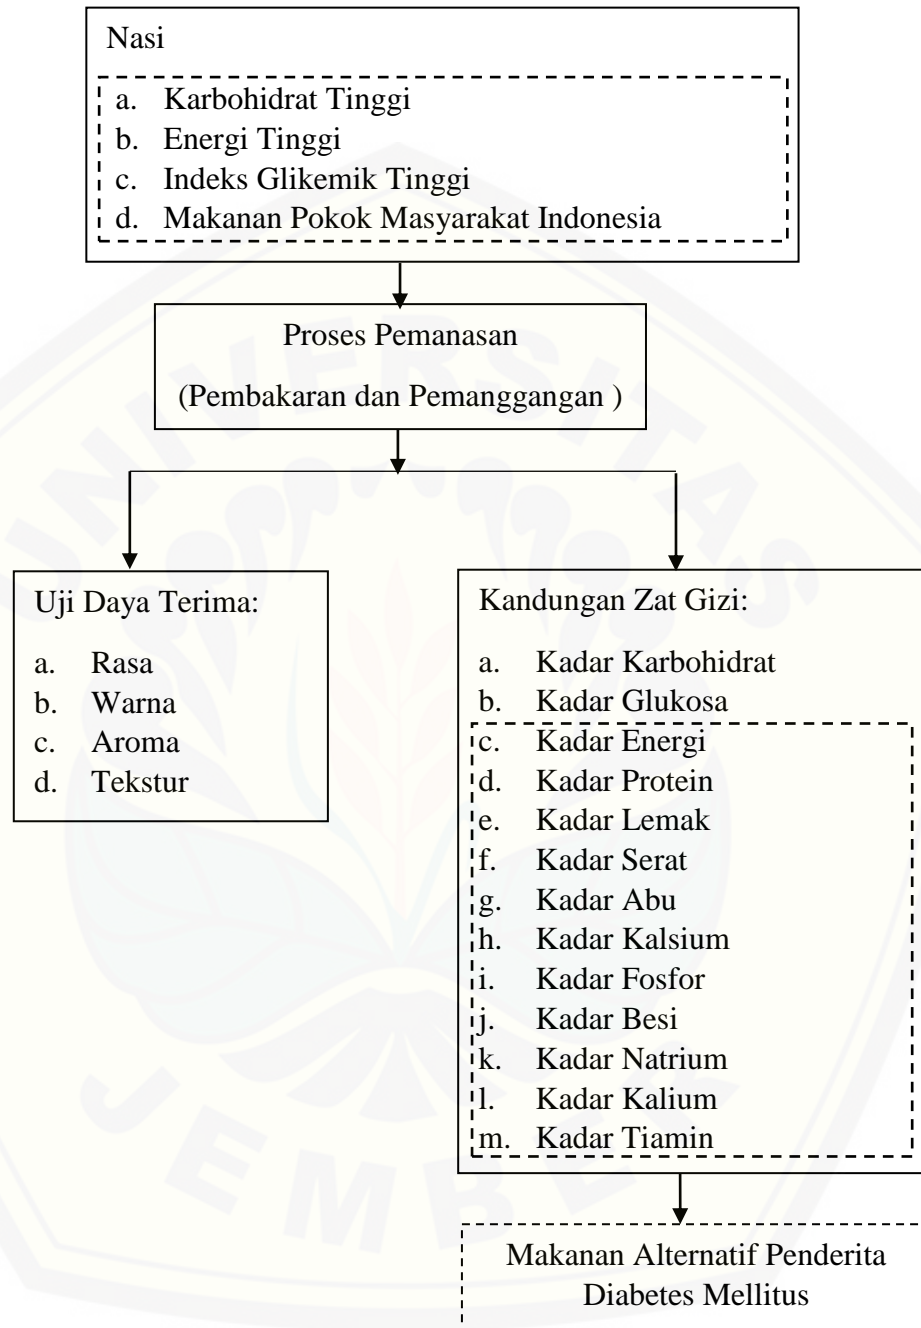 Nasi
a. Karbohidrat Tinggi
b. Energi Tinggi
c. Indeks Glikemik Tinggi
d. Makanan Pokok Masyarakat Indonesia
Proses Pemanasan
(Pembakaran dan Pemanggangan )
Uji Daya Terima:
a. Rasa
b. Warna
c. Aroma
d. Tekstur
Kandungan Zat Gizi:
a. Kadar Karbohidrat
b. Kadar Glukosa
c. Kadar Energi
d. Kadar Protein
e. Kadar Lemak
f. Kadar Serat
g. Kadar Abu
h. Kadar Kalsium
i. Kadar Fosfor
j. Kadar Besi
k. Kadar Natrium
l. Kadar Kalium
m. Kadar Tiamin
Makanan Alternatif Penderita
Diabetes Mellitus
UNIVERSITAS
JEMBER